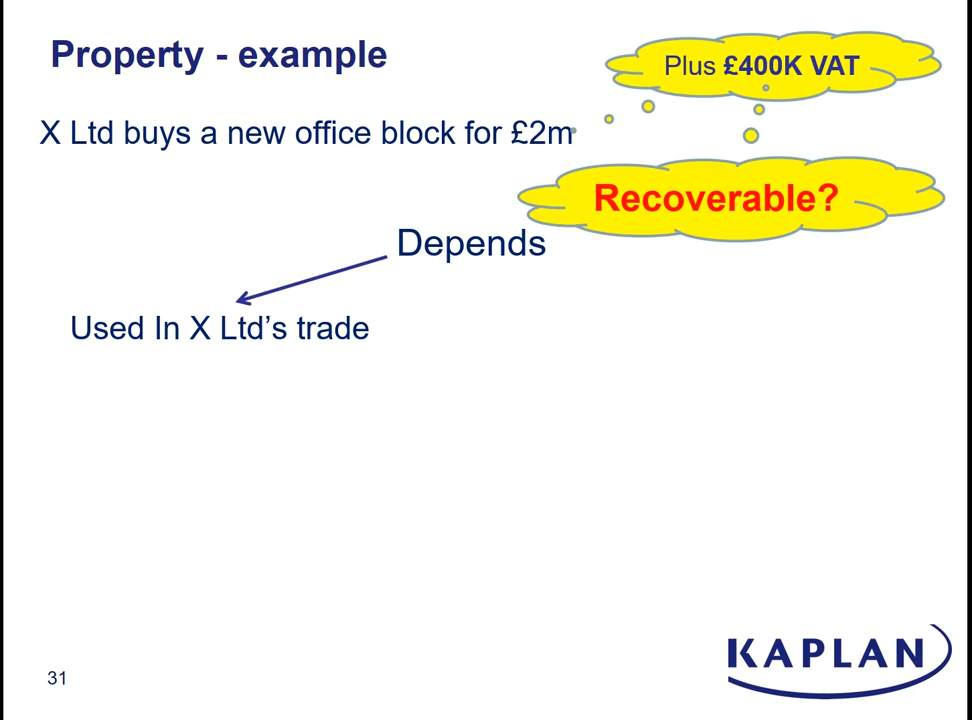 Property - example
Plus £400K VAT
X Ltd buys a new office block for £2m
Recoverable?
Depends
Used In X Ltd’s trade
31
KAPLAN